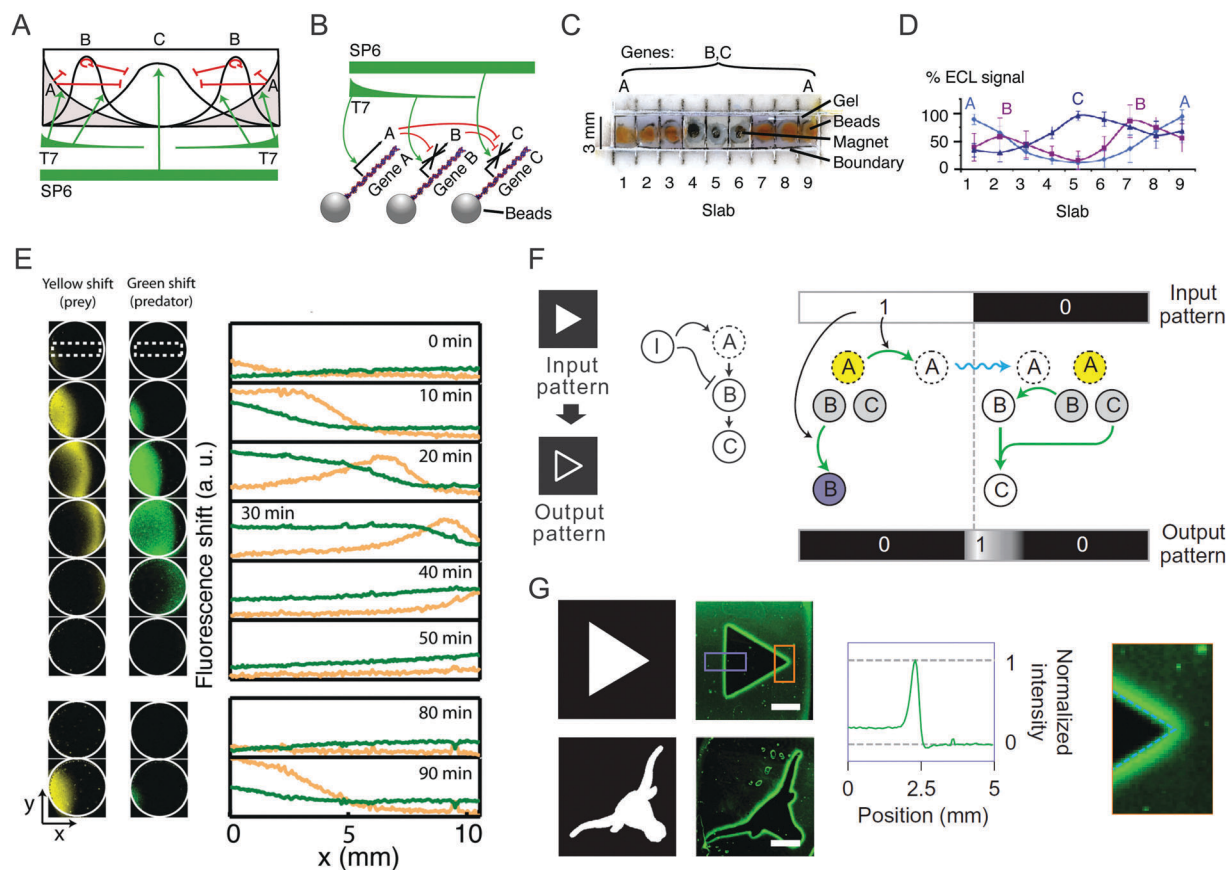 A
B
C
B
A
A
T7
T7
SP6
B
SP6
T7
A
B
C
Gene A
Gene B
Gene C
Beads
C
Genes:
B,C
A
A
3 mm
Gel
Beads
Magnet
Boundary
1 2 3 4 5 6 7 8 9
Slab
D
% ECL signal
A
B
C
B
A
100
50
0
1 2 3 4 5 6 7 8 9
Slab
E
Yellow shift
(prey)
Green shift
(predator)
Fluorescence shift (a. u.)
0 min
10 min
20 min
30 min
40 min
50 min
80 min
90 min
0 5 10
x (mm)
y
x
F
Input
pattern
Output
pattern
I
A
B
C
1 0
Input
pattern
A
A
A
A
B
C
B
B
C
B
C
0 1 0
Output
pattern
G
1
0
Normalized
intensity
0 2.5 5
Position (mm)